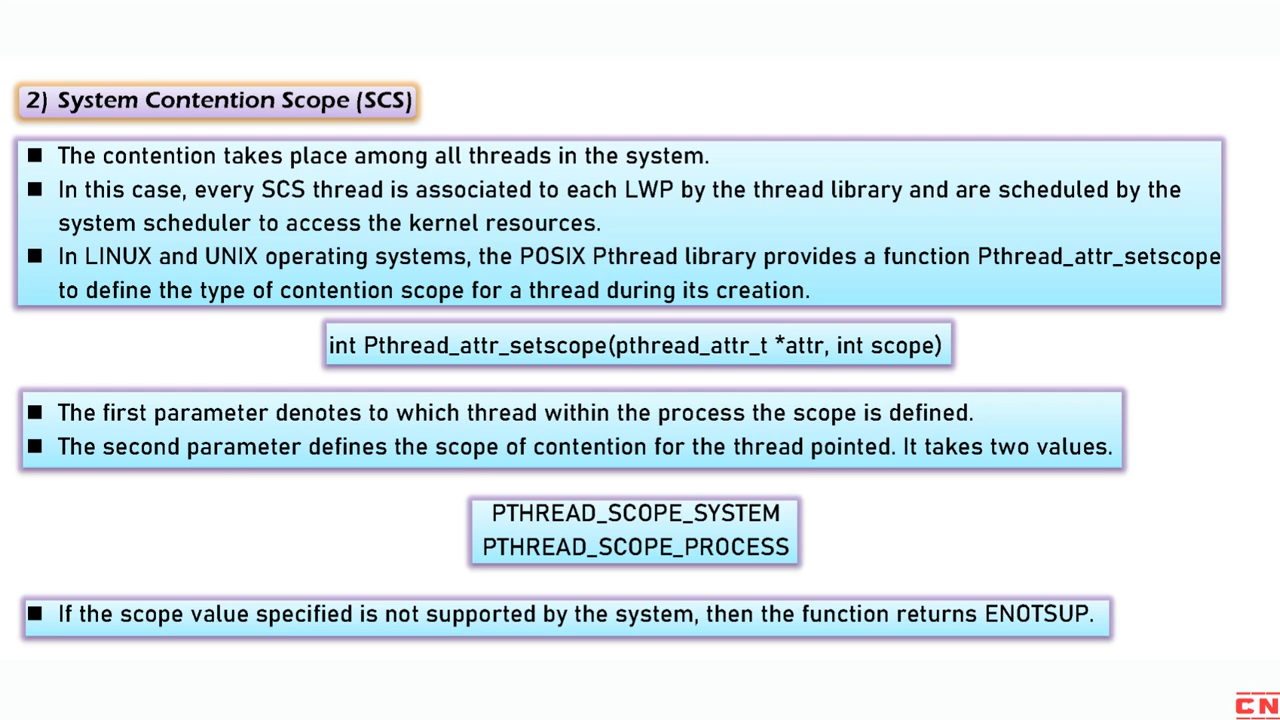 2) System Contention Scope (SCS)
■ The contention takes place among all threads in the system.
■ In this case, every SCS thread is associated to each LWP by the thread library and are scheduled by the
system scheduler to access the kernel resources.
■ In LINUX and UNIX operating systems, the POSIX Pthread library provides a function Pthread_attr_setscope
to define the type of contention scope for a thread during its creation.
int Pthread_attr_setscope(pthread_attr_t *attr, int scope)
■ The first parameter denotes to which thread within the process the scope is defined.
■ The second parameter defines the scope of contention for the thread pointed. It takes two values.
PTHREAD_SCOPE_SYSTEM
PTHREAD_SCOPE_PROCESS
■ If the scope value specified is not supported by the system, then the function returns ENOTSUP.
CN